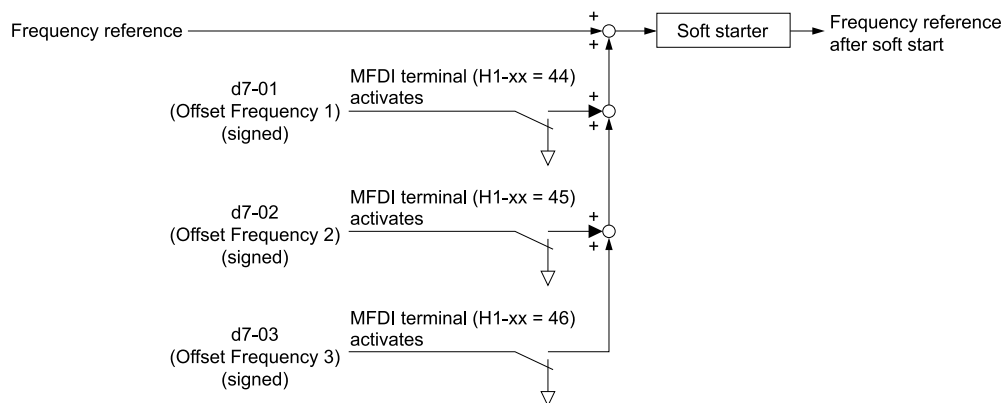 Frequency reference
+
+
Soft starter
Frequency reference
after soft start
d7-01
(Offset Frequency 1)
(signed)
MFDI terminal (H1-xx = 44)
activates
+
+
d7-02
(Offset Frequency 2)
(signed)
MFDI terminal (H1-xx = 45)
activates
+
+
d7-03
(Offset Frequency 3)
(signed)
MFDI terminal (H1-xx = 46)
activates